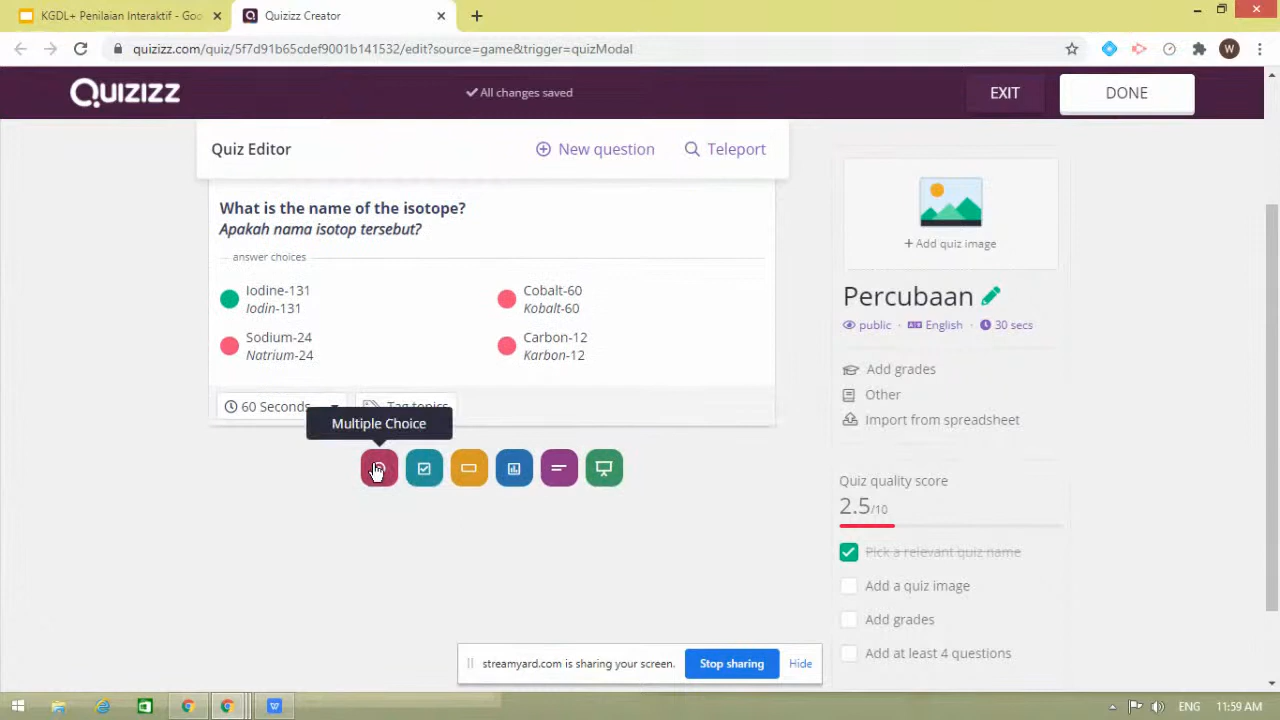 KGDL+ Penilaian Interaktif - Goo
Quizizz Creator
quizizz.com/quiz/5f7d91b65cdef9001b141532/edit?source=game&trigger=quizModal
W
Quizizz
All changes saved
EXIT
DONE
Quiz Editor
New question
Teleport
What is the name of the isotope?
Apakah nama isotop tersebut?
answer choices
Iodine-131
Iodin-131
Cobalt-60
Kobalt-60
Sodium-24
Natrium-24
Carbon-12
Karbon-12
60 Seconds
Tag topics
Multiple Choice
+ Add quiz image
Percubaan
public
English
30 secs
Add grades
Other
Import from spreadsheet
Quiz quality score
2.5/10
Pick a relevant quiz name
Add a quiz image
Add grades
Add at least 4 questions
streamyard.com is sharing your screen.
Stop sharing
Hide
ENG
11:59 AM